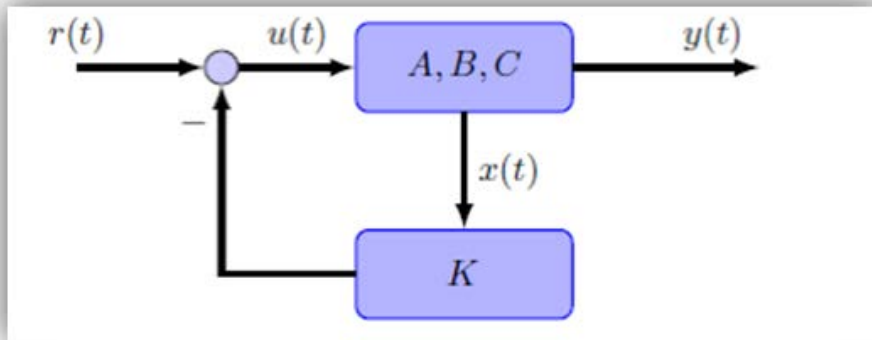 r(t)
u(t)
A, B, C
y(t)
−
x(t)
K